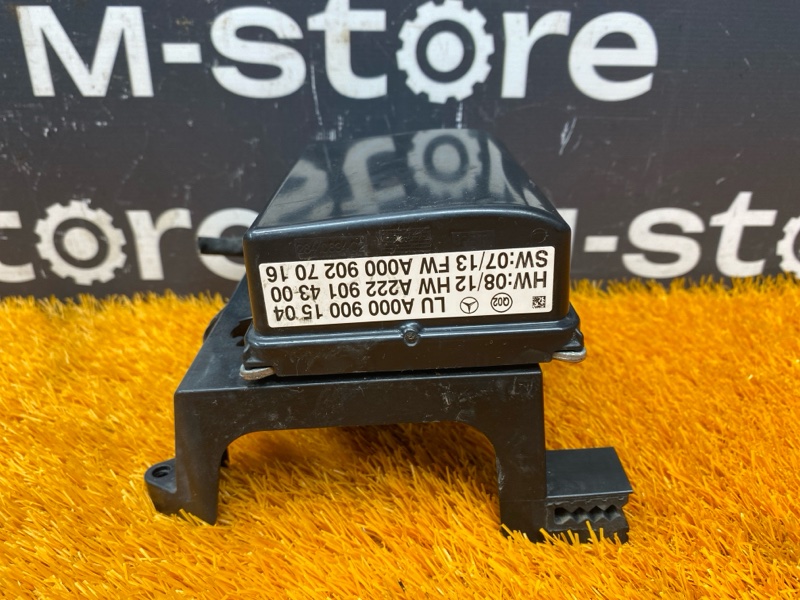 M-store
M-store
-store
LU A000 900 15 04
HW:08/12 HW A222 901 43 00
SW:07/13 FW A000 902 70 16
Q02